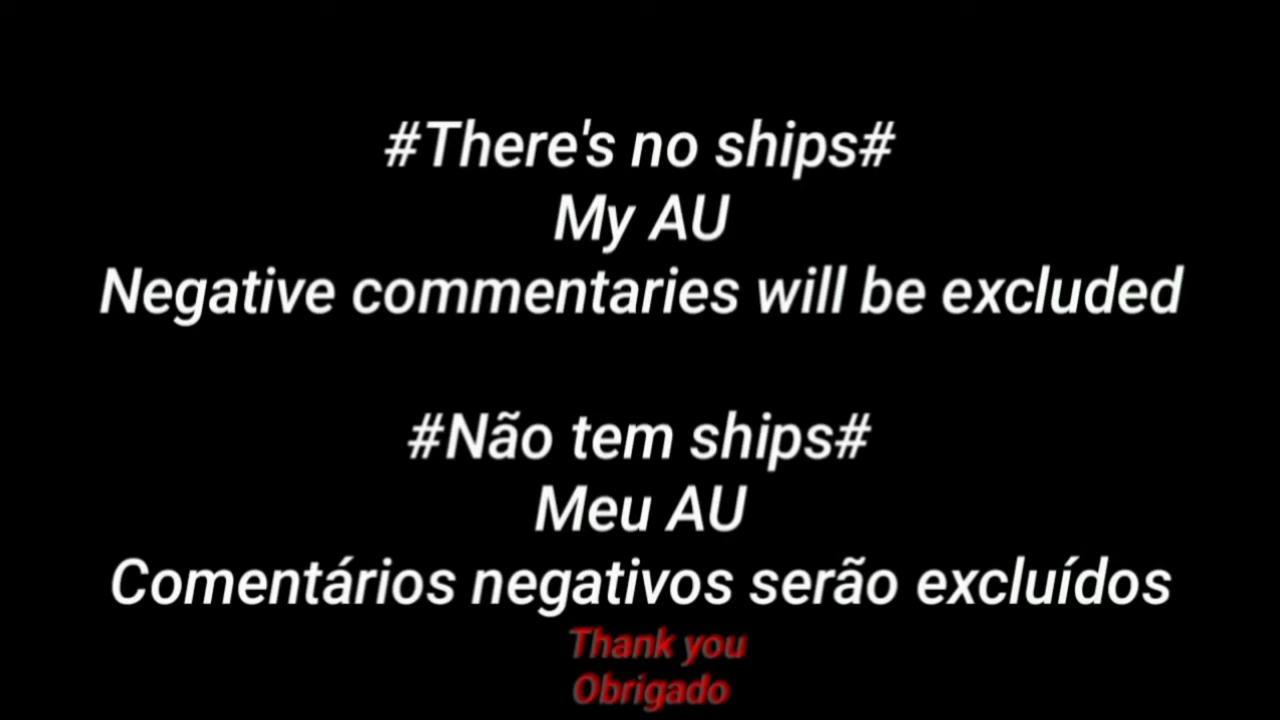 #There's no ships#
My AU
Negative commentaries will be excluded
#Não tem ships#
Meu AU
Comentários negativos serão excluídos
Thank you
Obrigado